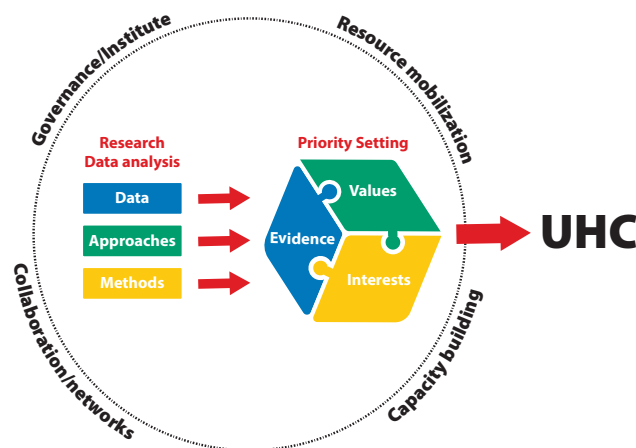 Governance/Institute
Resource mobilization
Research
Data analysis
Priority Setting
Data
Approaches
Methods
Values
Evidence
Interests
UHC
Collaboration/networks
Capacity building